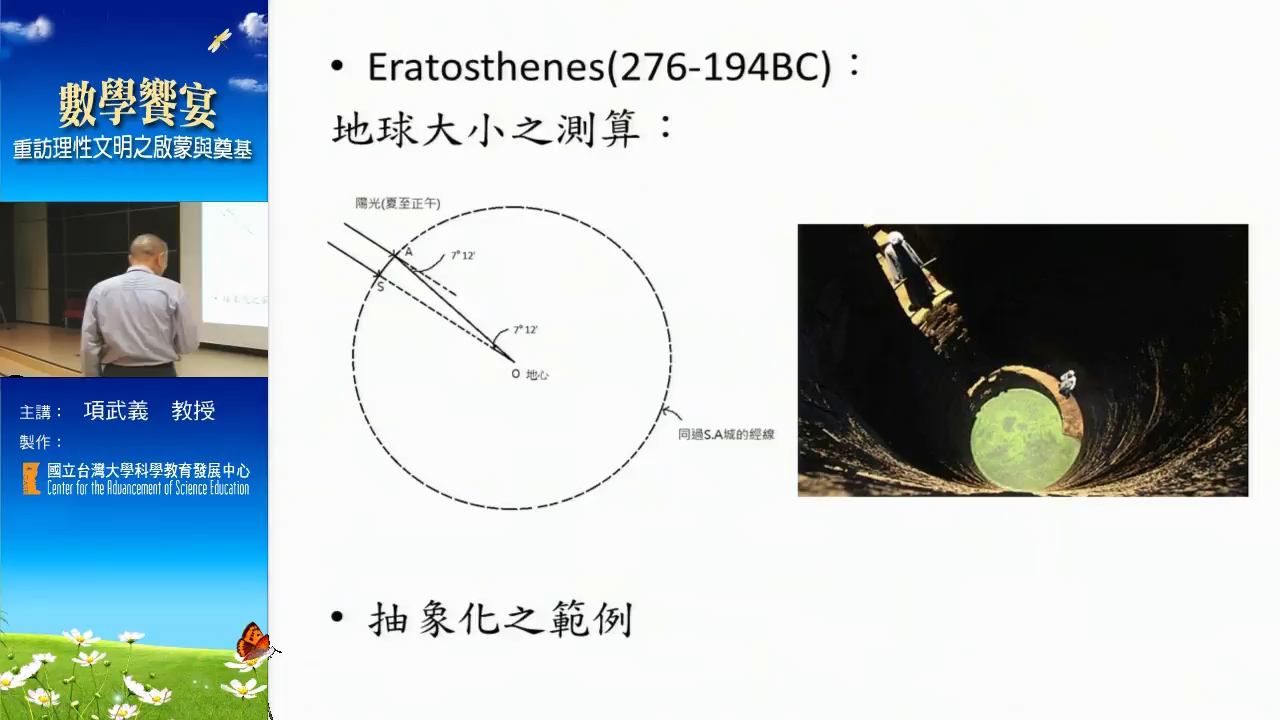 數學饗宴
重訪理性文明之啟蒙與奠基
主講： 項武義 教授
製作：
國立台灣大學科學教育發展中心
Center for the Advancement of Science Education
• Eratosthenes(276-194BC)：
地球大小之測算：
陽光(夏至正午)
A
7°12'
S
7°12'
O 地心
同過S.A城的經線
• 抽象化之範例